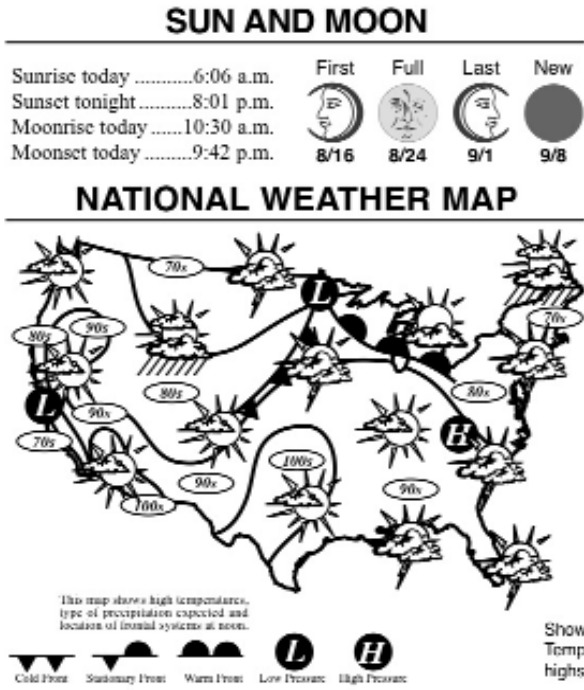 SUN AND MOON
Sunrise today ...........6:06 a.m.
Sunset tonight...........8:01 p.m.
Moonrise today .....10:30 a.m.
Moonset today .........9:42 p.m.
First Full Last New
8/16 8/24 9/1 9/8
NATIONAL WEATHER MAP
70s
L
80s
90s
H
70s
80s
L
90s
80s
70s
H
100s
90s
90s
100s
This map shows high temperatures,
type of precipitation expected and
location of frontal systems at noon.
L H
Cold Front Stationary Front Warm Front Low Pressure High Pressure
Show
Temp
highs